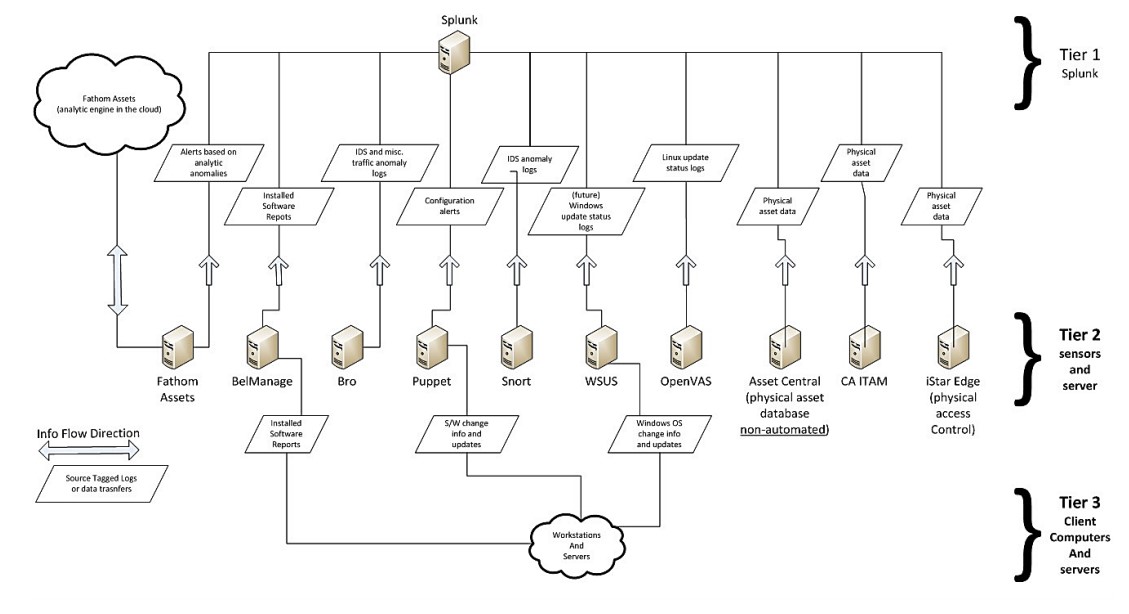 Splunk
Tier 1
Splunk
Fathom Assets
(analytic engine in the cloud)
Alerts based on
analytic
anomalies
IDS and misc.
traffic anomaly
logs
IDS anomaly
logs
Linux update
status logs
Physical
asset
data
Installed
Software
Repots
Configuration
alerts
(future)
Windows
update status
logs
Physical
asset data
Physical
asset
data
Tier 2
sensors
and
server
Fathom
Assets
BelManage
Bro
Puppet
Snort
WSUS
OpenVAS
Asset Central
(physical asset
database
non-automated)
CA ITAM
iStar Edge
(physical
access
Control)
Info Flow Direction
Source Tagged Logs
or data trasnfers
Installed
Software
Reports
S/W change
info and
updates
Windows OS
change info
and updates
Workstations
And
Servers
Tier 3
Client
Computers
And
servers